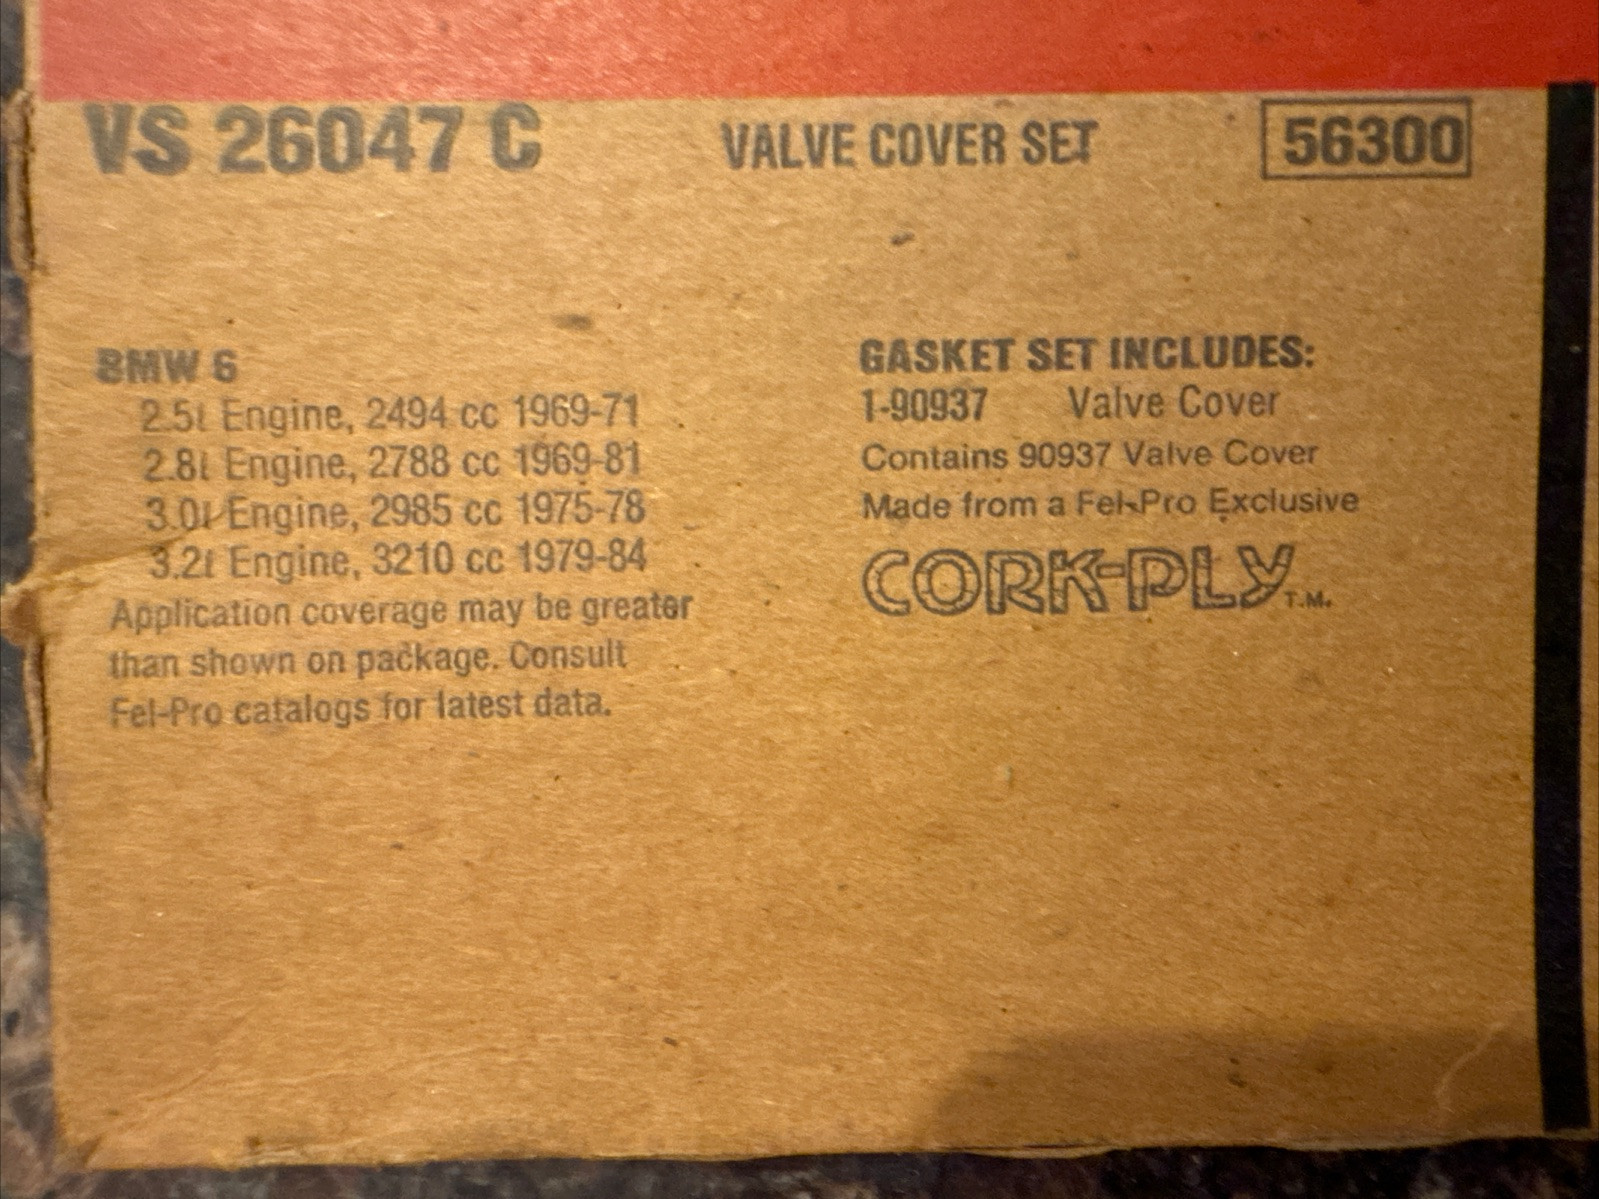 VS 26047 C VALVE COVER SET 56300
BMW 6
2.5l Engine, 2494 cc 1969-71
2.8l Engine, 2788 cc 1969-81
3.0l Engine, 2985 cc 1975-78
3.2l Engine, 3210 cc 1979-84
Application coverage may be greater
than shown on package. Consult
Fel-Pro catalogs for latest data.
GASKET SET INCLUDES:
1-90937 Valve Cover
Contains 90937 Valve Cover
Made from a Fel-Pro Exclusive
CORK-PLY T.M.